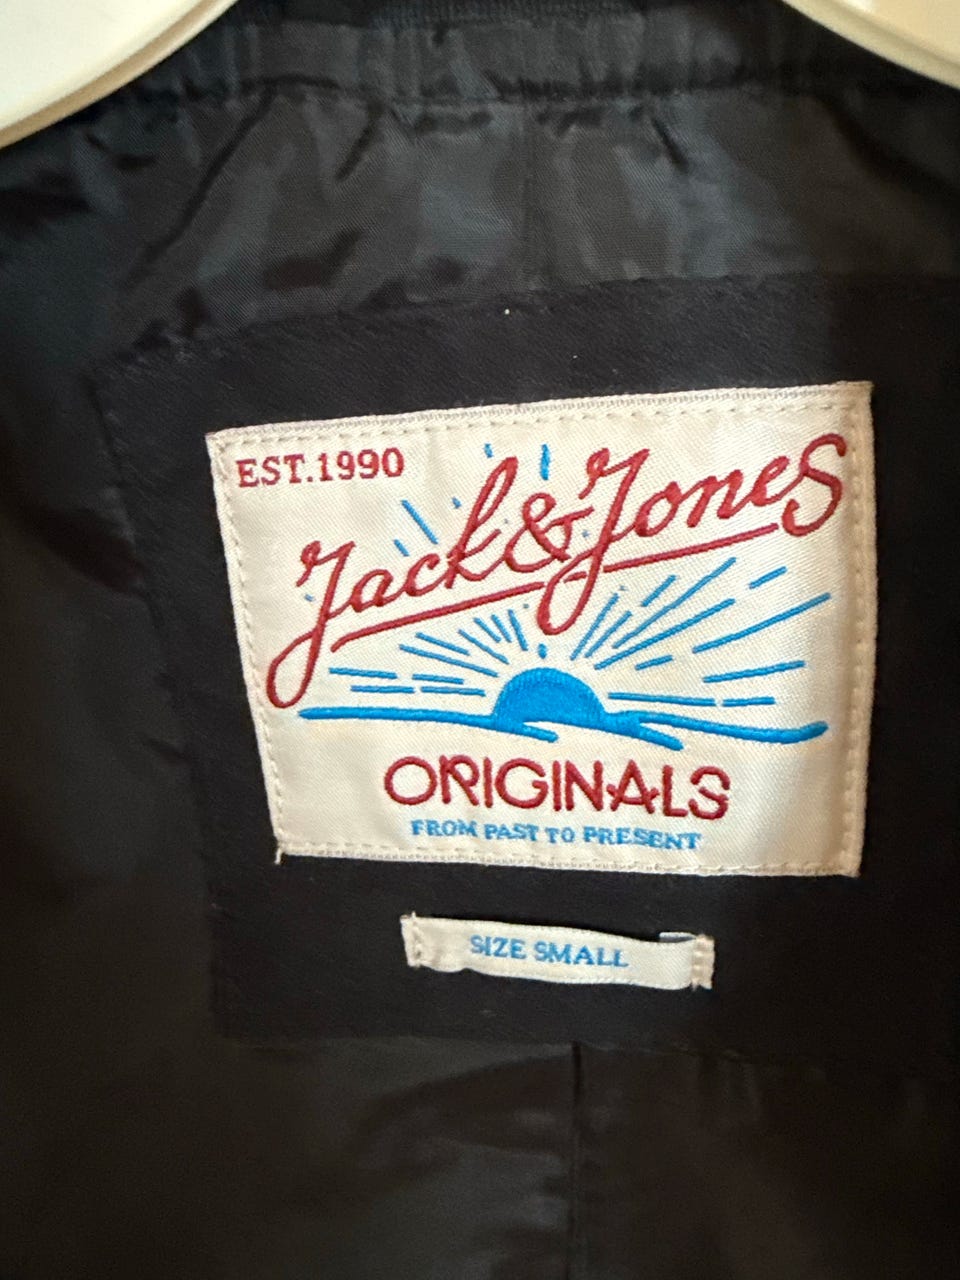 EST.1990
Jack&Jones
ORIGINALS
FROM PAST TO PRESENT
SIZE SMALL